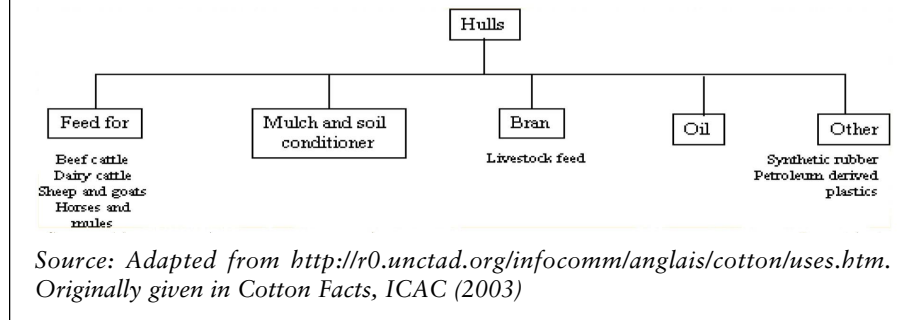 Hulls
Feed for
Mulch and soil
conditioner
Bran
Oil
Other
Beef cattle
Dairy cattle
Sheep and goats
Horses and
mules
Livestock feed
Synthetic rubber
Petroleum derived
plastics
Source: Adapted from http://r0.unctad.org/infocomm/anglais/cotton/uses.htm.
Originally given in Cotton Facts, ICAC (2003)